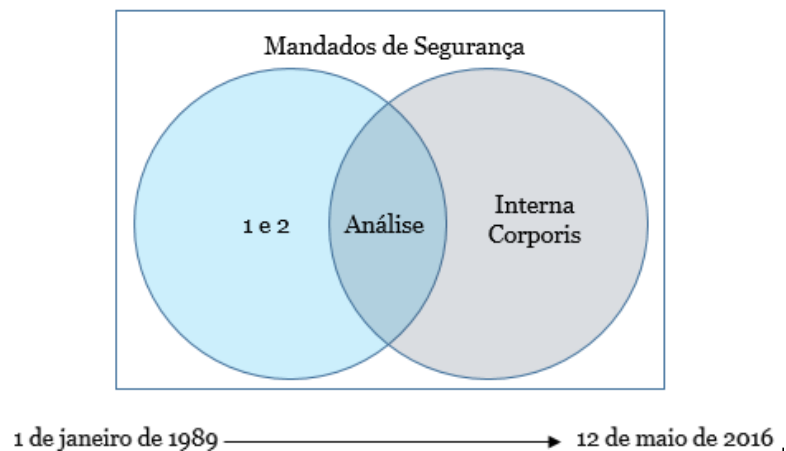 Mandados de Segurança
1 e 2
Análise
Interna
Corporis
1 de janeiro de 1989
12 de maio de 2016 .